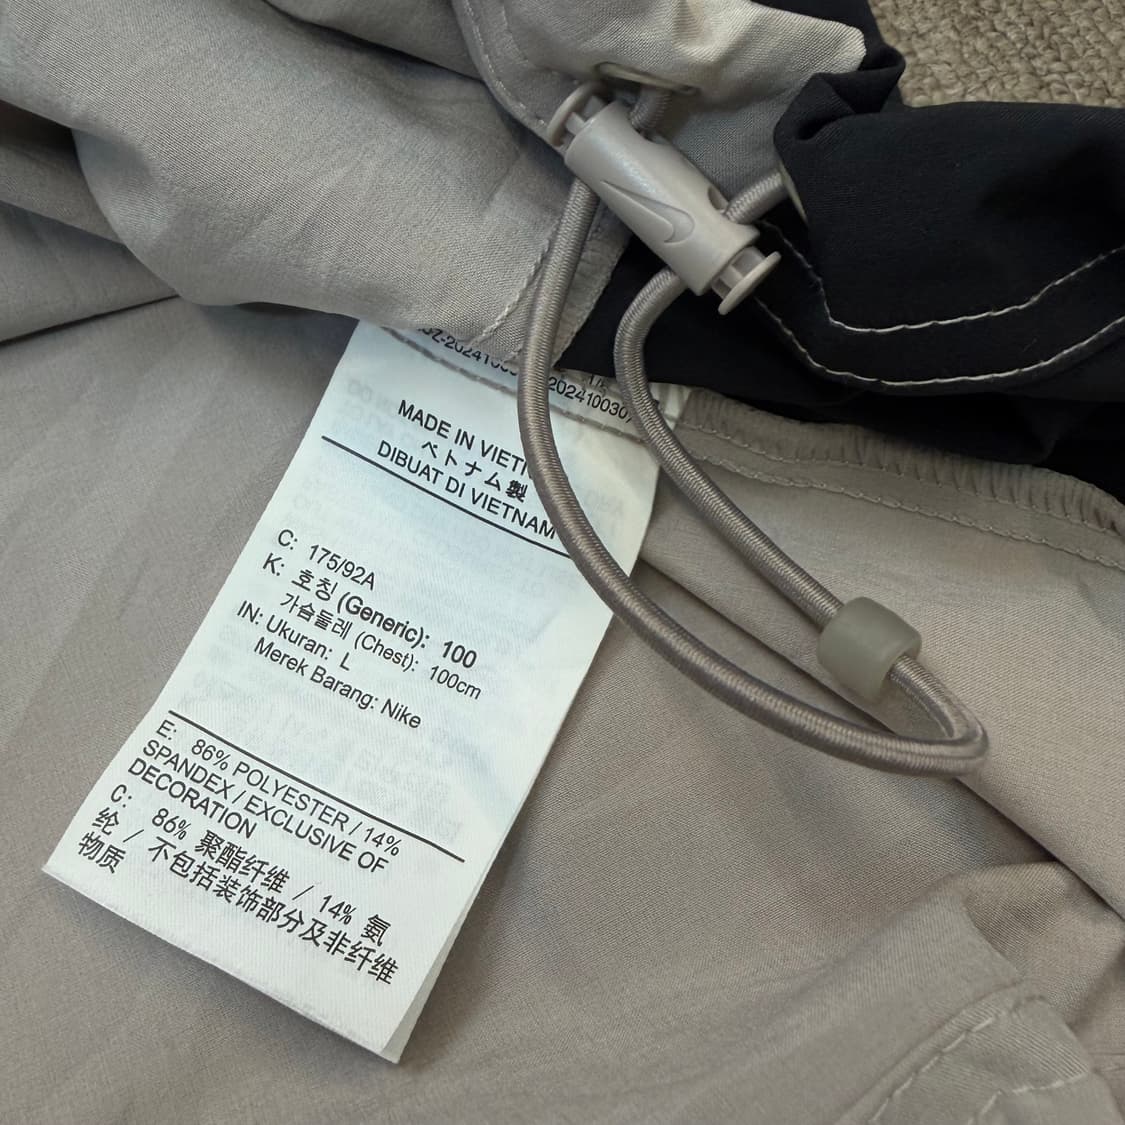 20241003
MADE IN
ベトナム製
DIBUAT DI VIETNAM
C: 175/92A
K: 호칭 (Generic): 100
가슴둘레 (Chest): 100cm
IN: Ukuran: L
Merek Barang: Nike
E: 86% POLYESTER / 14%
SPANDEX / EXCLUSIVE OF
DECORATION
C: 86% 聚酯纤维 / 14% 氨
纶 / 不包括装饰部分及非纤维
物质